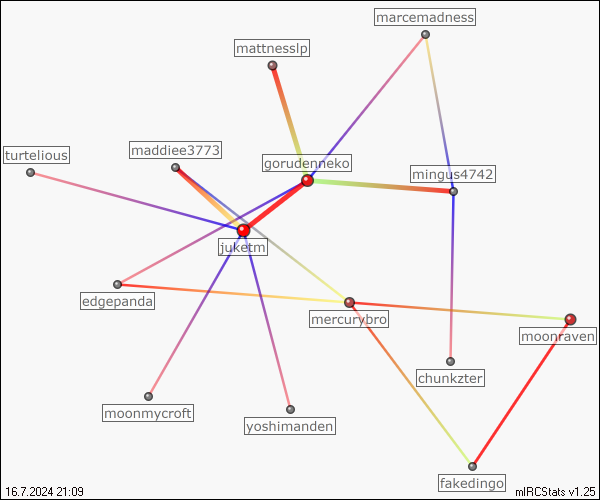 marcemadness
mattnesslp
maddiee3773
turtelious
gorudenneko
mingus4742
juketm
edgepanda
mercurybro
moonraven
chunkzter
moonmycroft
yoshimanden
fakedingo
16.7.2024 21:09
mIRCStats v1.25